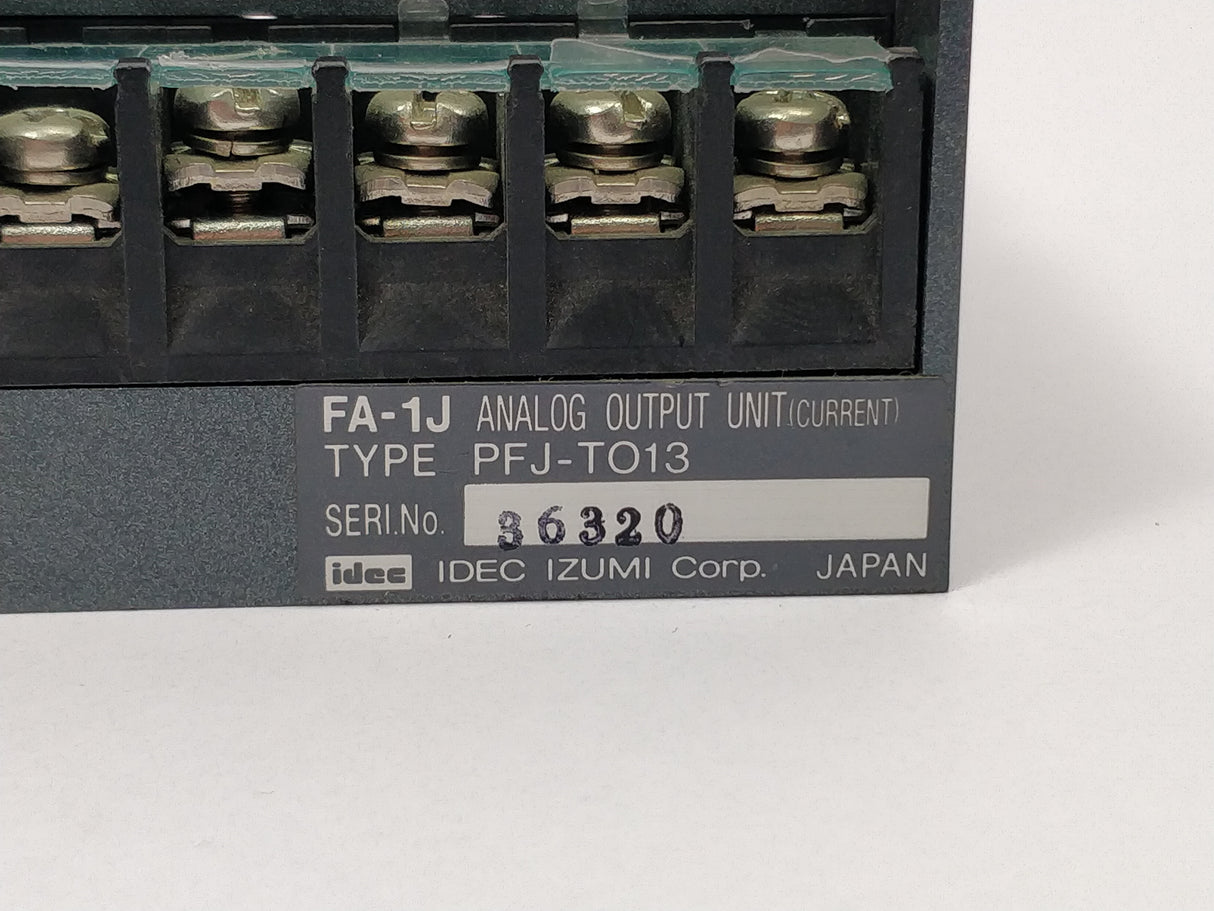 FA-1J ANALOG OUTPUT UNIT(CURRENT)
TYPE PFJ-TO13
SERI.No. 36320
idec IDEC IZUMI Corp. JAPAN